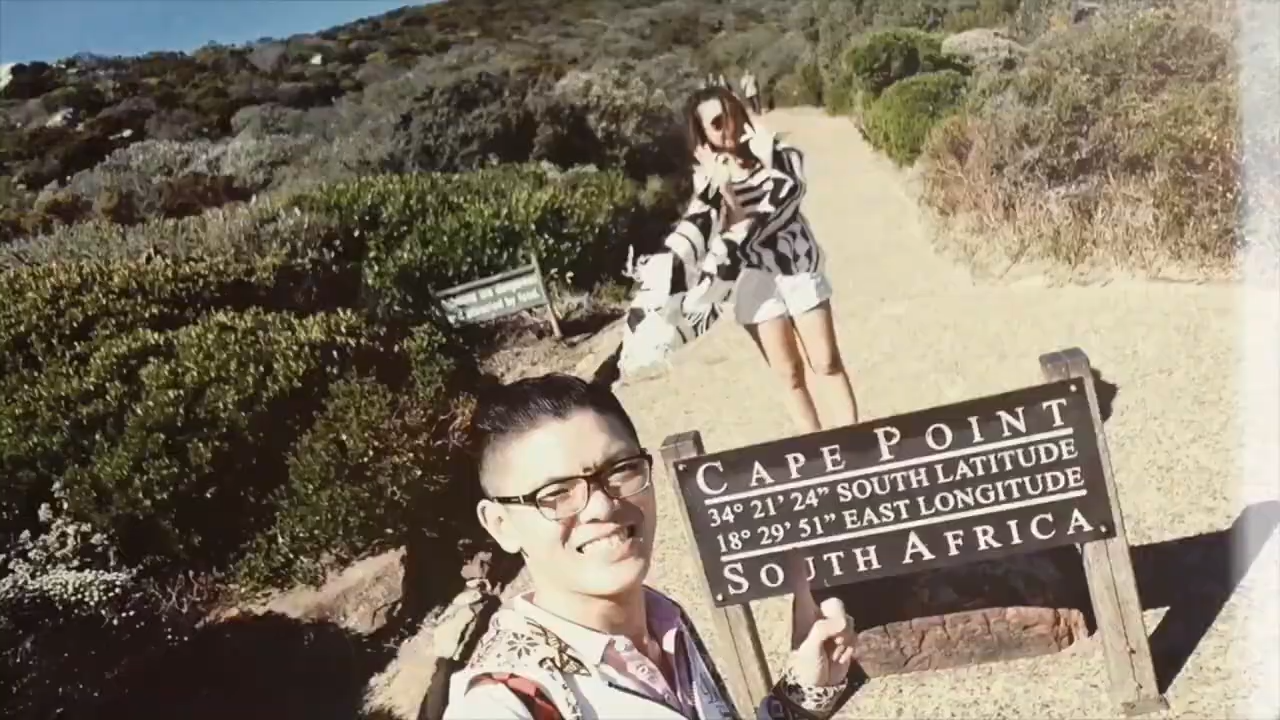 CAPE POINT
34° 21' 24" SOUTH LATITUDE
18° 29' 51" EAST LONGITUDE
SOUTH AFRICA